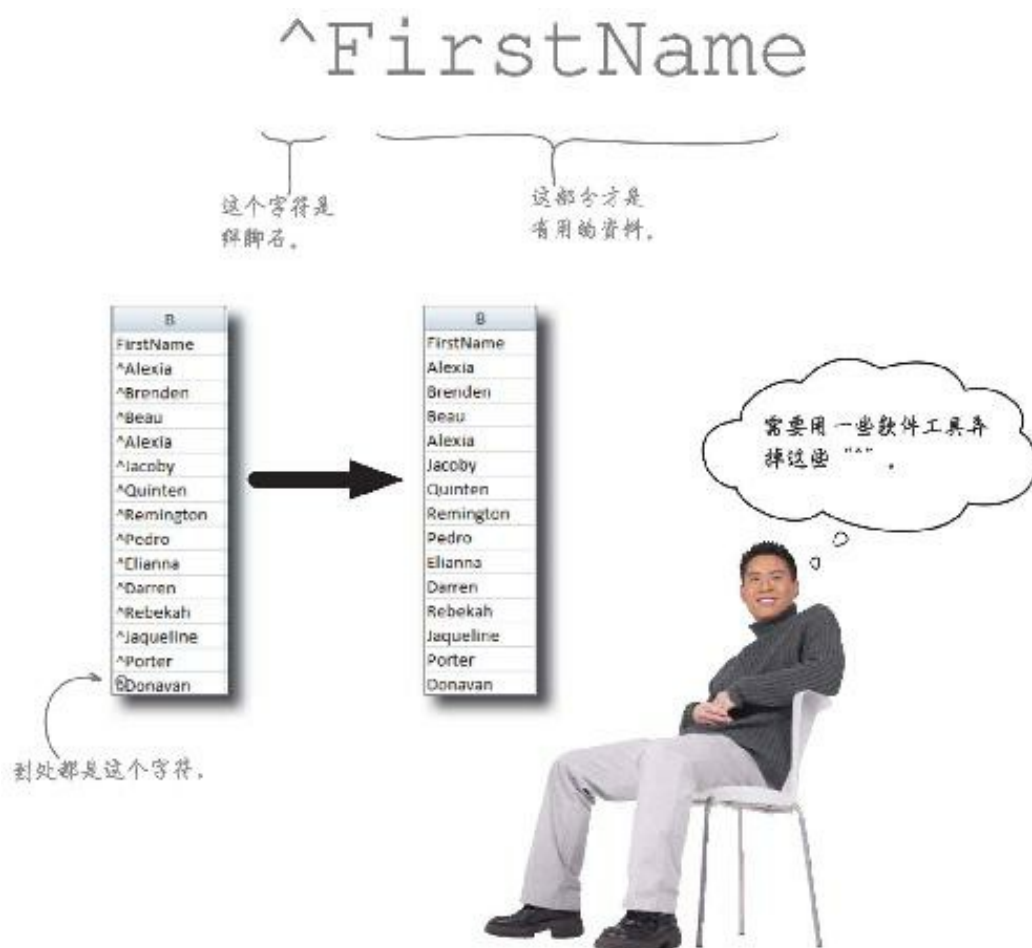 ^FirstName
这个字符是
绊脚石。
这部分才是
有用的资料。
B
FirstName
^Alexia
^Brenden
^Beau
^Alexia
^Jacoby
^Quinten
^Remington
^Pedro
^Elianna
^Darren
^Rebekah
^Jaqueline
^Porter
^Donavan
B
FirstName
Alexia
Brenden
Beau
Alexia
Jacoby
Quinten
Remington
Pedro
Elianna
Darren
Rebekah
Jaqueline
Porter
Donavan
需要用一些软件工具弄
掉这些“^”。
到处都是这个字符。